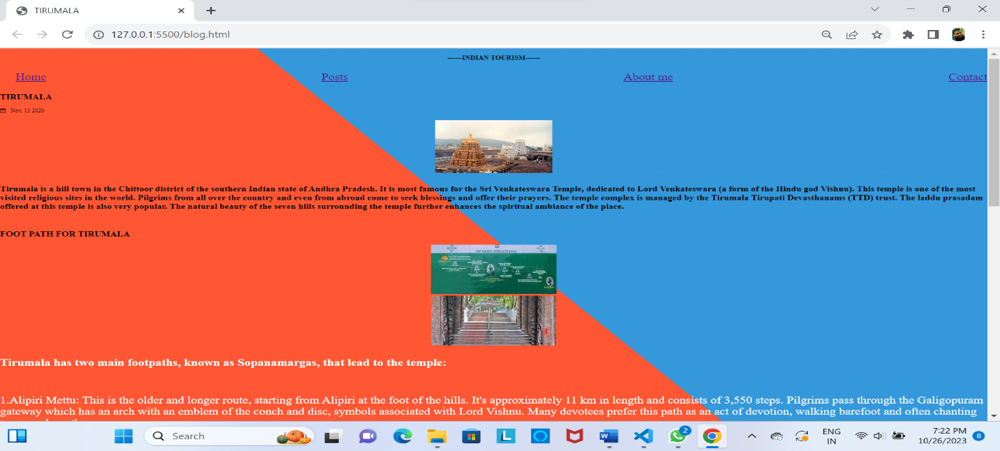 TIRUMALA
127.0.0.1:5500/blog.html
------INDIAN TOURISM------
Home Posts About me Contact
TIRUMALA
Nov, 15 2020
Tirumala is a hill town in the Chittoor district of the southern Indian state of Andhra Pradesh. It is most famous for the Sri Venkateswara Temple, dedicated to Lord Venkateswara (a form of the Hindu god Vishnu). This temple is one of the most
visited religious sites in the world. Pilgrims from all over the country and even from abroad come to seek blessings and offer their prayers. The temple complex is managed by the Tirumala Tirupati Devasthanams (TTD) trust. The laddu prasadam
offered at this temple is also very popular. The natural beauty of the seven hills surrounding the temple further enhances the spiritual ambiance of the place.
FOOT PATH FOR TIRUMALA
Tirumala has two main footpaths, known as Sopanamargas, that lead to the temple:
1.Alipiri Mettu: This is the older and longer route, starting from Alipiri at the foot of the hills. It's approximately 11 km in length and consists of 3,550 steps. Pilgrims pass through the Galigopuram
gateway which has an arch with an emblem of the conch and disc, symbols associated with Lord Vishnu. Many devotees prefer this path as an act of devotion, walking barefoot and often chanting
Search
L
W
2
ENG
IN
7:22 PM
10/26/2023
8